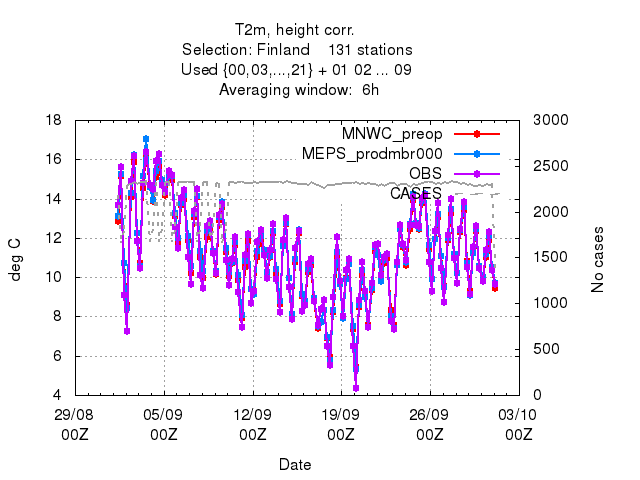 T2m, height corr.
Selection: Finland    131 stations
Used {00,03,...,21} + 01 02 ... 09
Averaging window:  6h
18 3000
MNWC_preop
MEPS_prodmbr000
OBS
CASES
16 2500
14 2000
12 1500
10 1000
8 500
6
4 0
deg C
No cases
29/08 05/09 12/09 19/09 26/09 03/10
00Z 00Z 00Z 00Z 00Z 00Z
Date